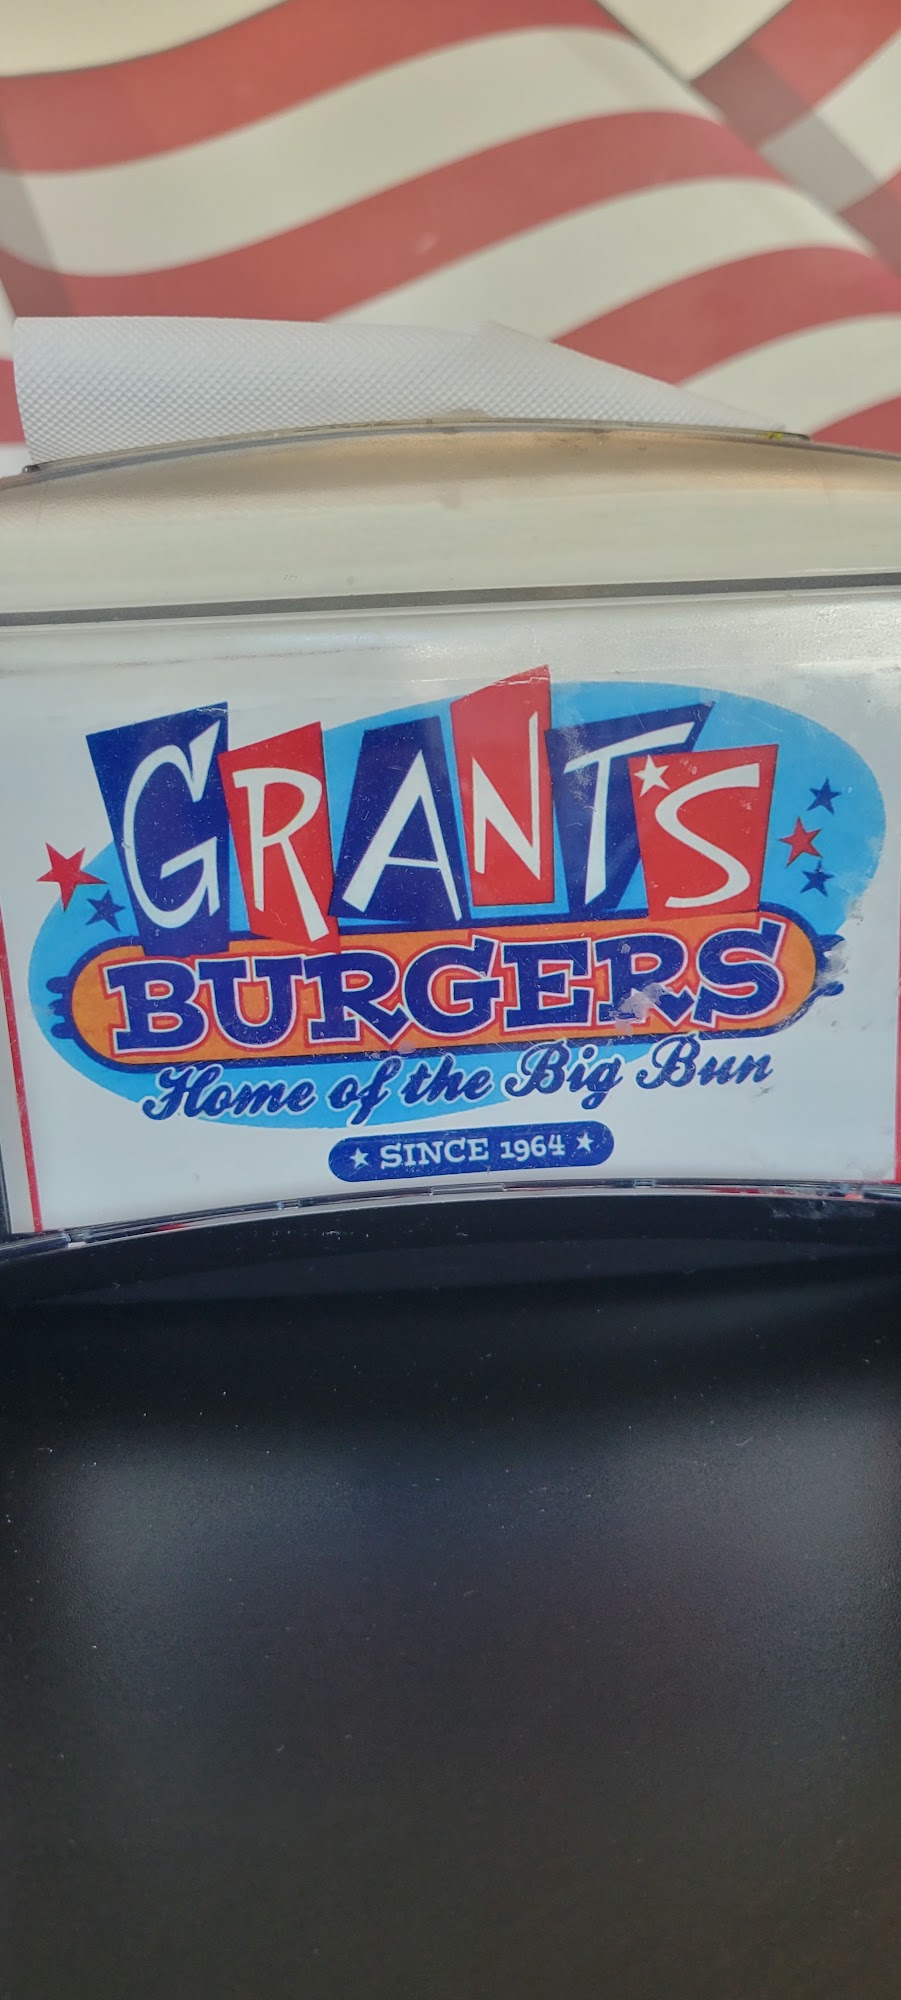 GRANT'S
BURGERS
Home of the Big Bun
SINCE 1964